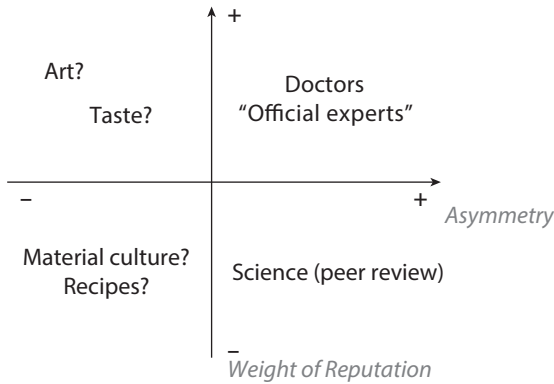 +
Art?
Doctors
Taste?
“Official experts”
–
+
Asymmetry
Material culture?
Recipes?
Science (peer review)
–
Weight of Reputation